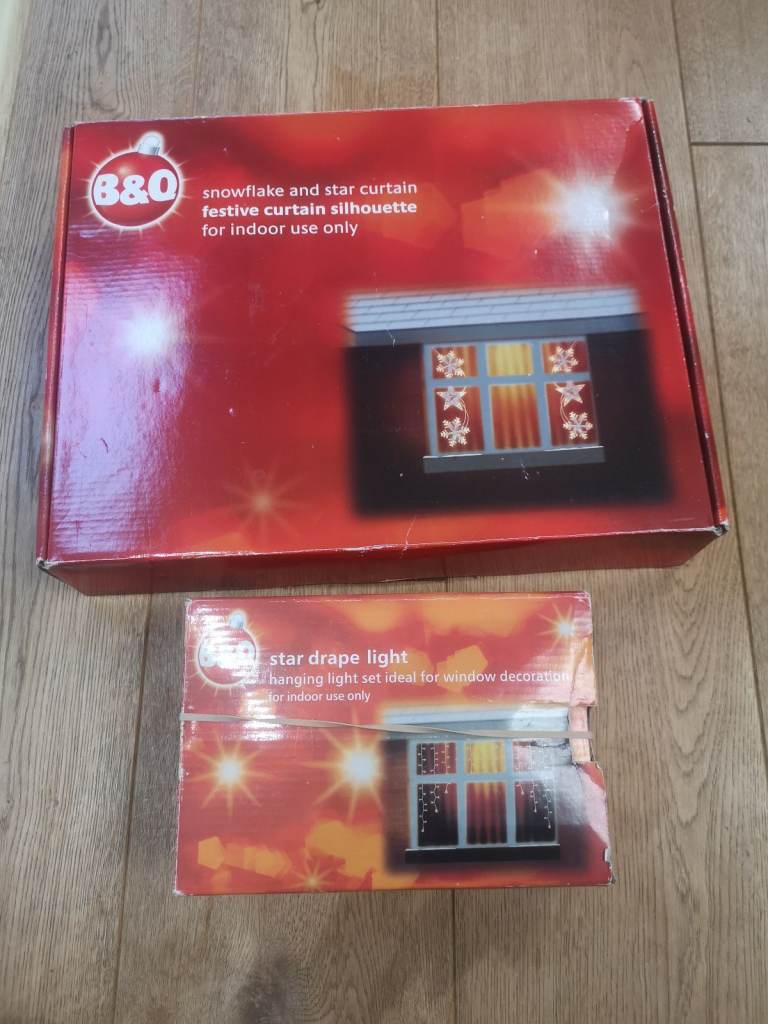 B&Q
snowflake and star curtain
festive curtain silhouette
for indoor use only
B&Q
star drape light
hanging light set ideal for window decoration
for indoor use only